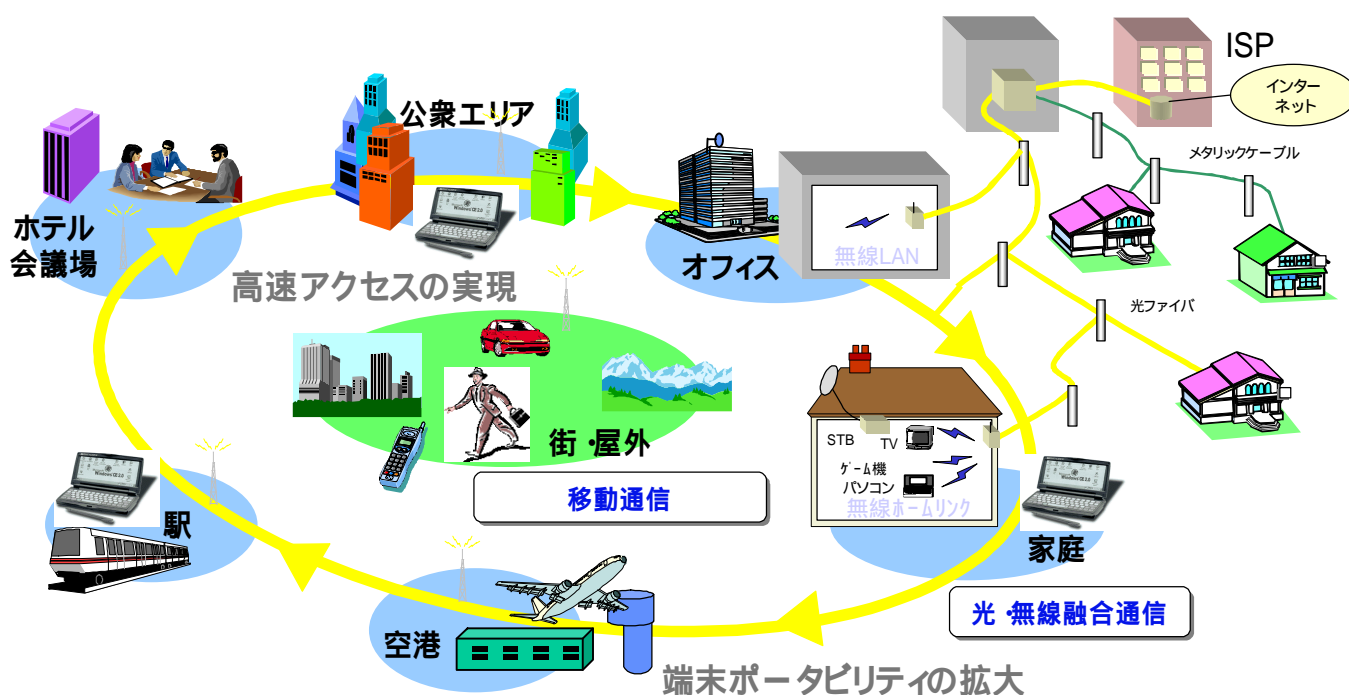 ISP
インター
ネット
公衆エリア
メタリックケーブル
ホテル
会議場
オフィス
無線LAN
高速アクセスの実現
光ファイバ
街・屋外
STB
TV
ゲーム機
パソコン
無線ホームリンク
移動通信
駅
家庭
光・無線融合通信
空港
端末ポータビリティの拡大